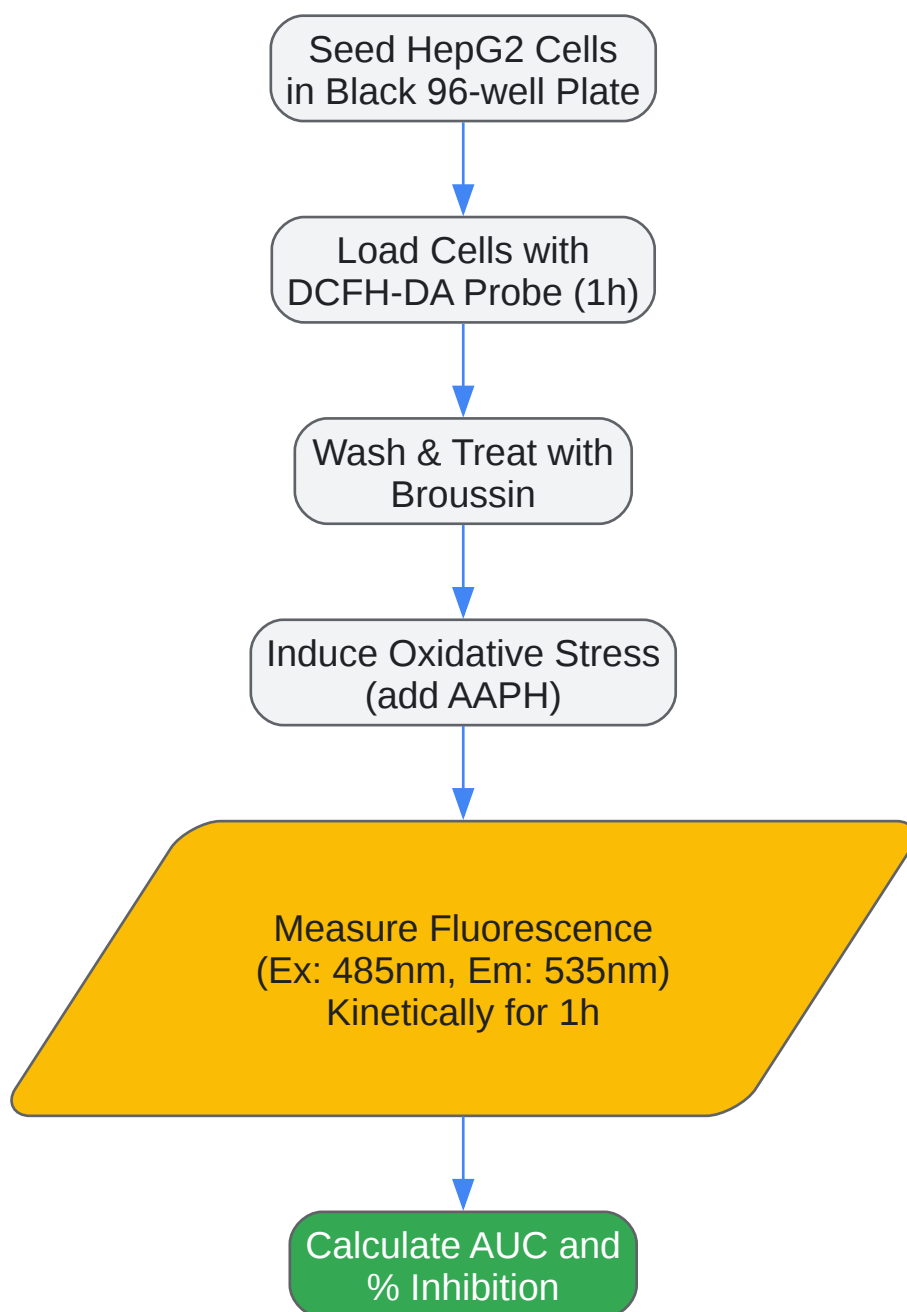 Seed HepG2 Cells
in Black 96-well Plate
Load Cells with
DCFH-DA Probe (1h)
Wash & Treat with
Broussin
Induce Oxidative Stress
(add AAPH)
Measure Fluorescence
(Ex: 485nm, Em: 535nm)
Kinetically for 1h
Calculate AUC and
% Inhibition